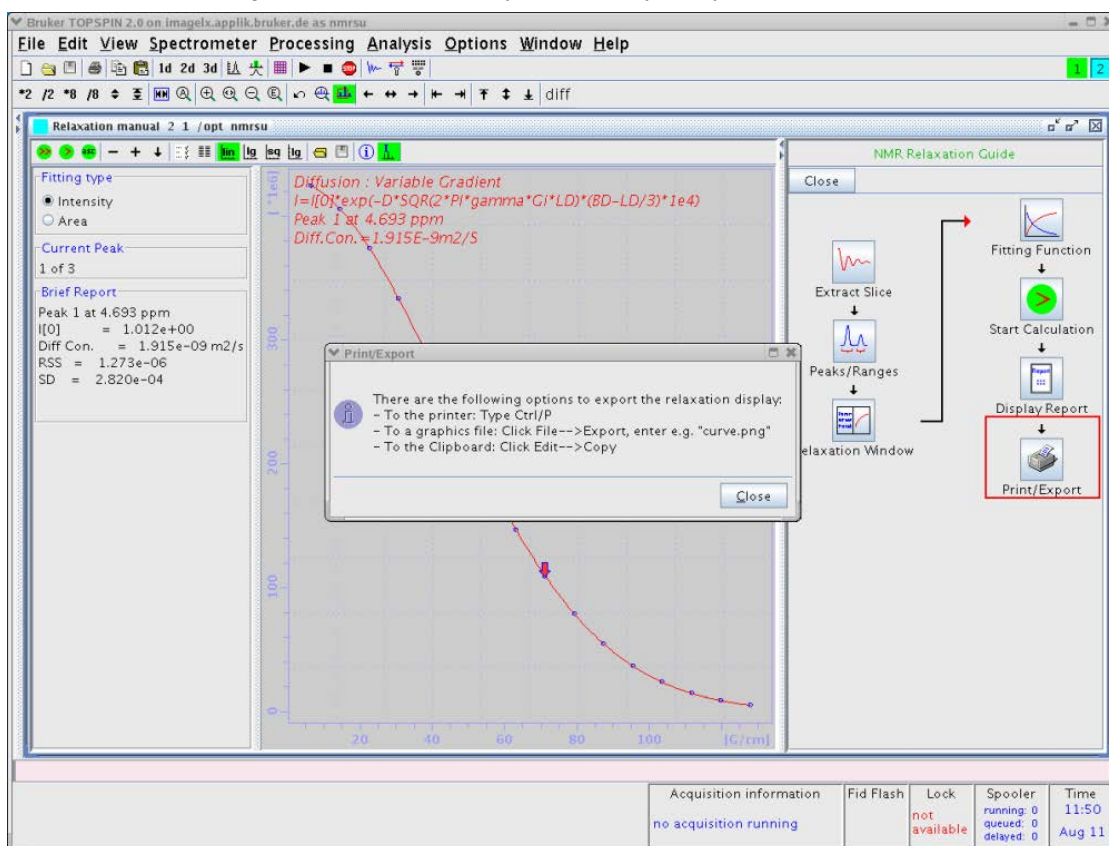 Bruker TOPSPIN 2.0 on imagelx.applik.bruker.de as nmrsu
File Edit View Spectrometer Processing Analysis Options Window Help
1d 2d 3d
1 2
*2 /2 *8 /8 diff
Relaxation manual 2 1 /opt nmrsu
lin lg sq lg
Fitting type
Intensity
Area
Current Peak
1 of 3
Brief Report
Peak 1 at 4.693 ppm
I[0] = 1.012e+00
Diff Con. = 1.915e-09 m2/s
RSS = 1.273e-06
SD = 2.820e-04
Diffusion : Variable Gradient
I=I[0]*exp(-D*SQR(2*PI*gamma*Gi*LD)*(BD-LD/3)*1e4)
Peak 1 at 4.693 ppm
Diff.Con.=1.915E-9m2/S
[ *1e6]
300
200
100
0
20 40 60 80 100 [G/cm]
Print/Export
There are the following options to export the relaxation display:
- To the printer: Type Ctrl/P
- To a graphics file: Click File-->Export, enter e.g. "curve.png"
- To the Clipboard: Click Edit-->Copy
Close
NMR Relaxation Guide
Close
Extract Slice
Peaks/Ranges
elaxation Window
Fitting Function
Start Calculation
Display Report
Print/Export
Acquisition information
no acquisition running
Fid Flash
Lock
not
available
Spooler
running: 0
queued: 0
delayed: 0
Time
11:50
Aug 11